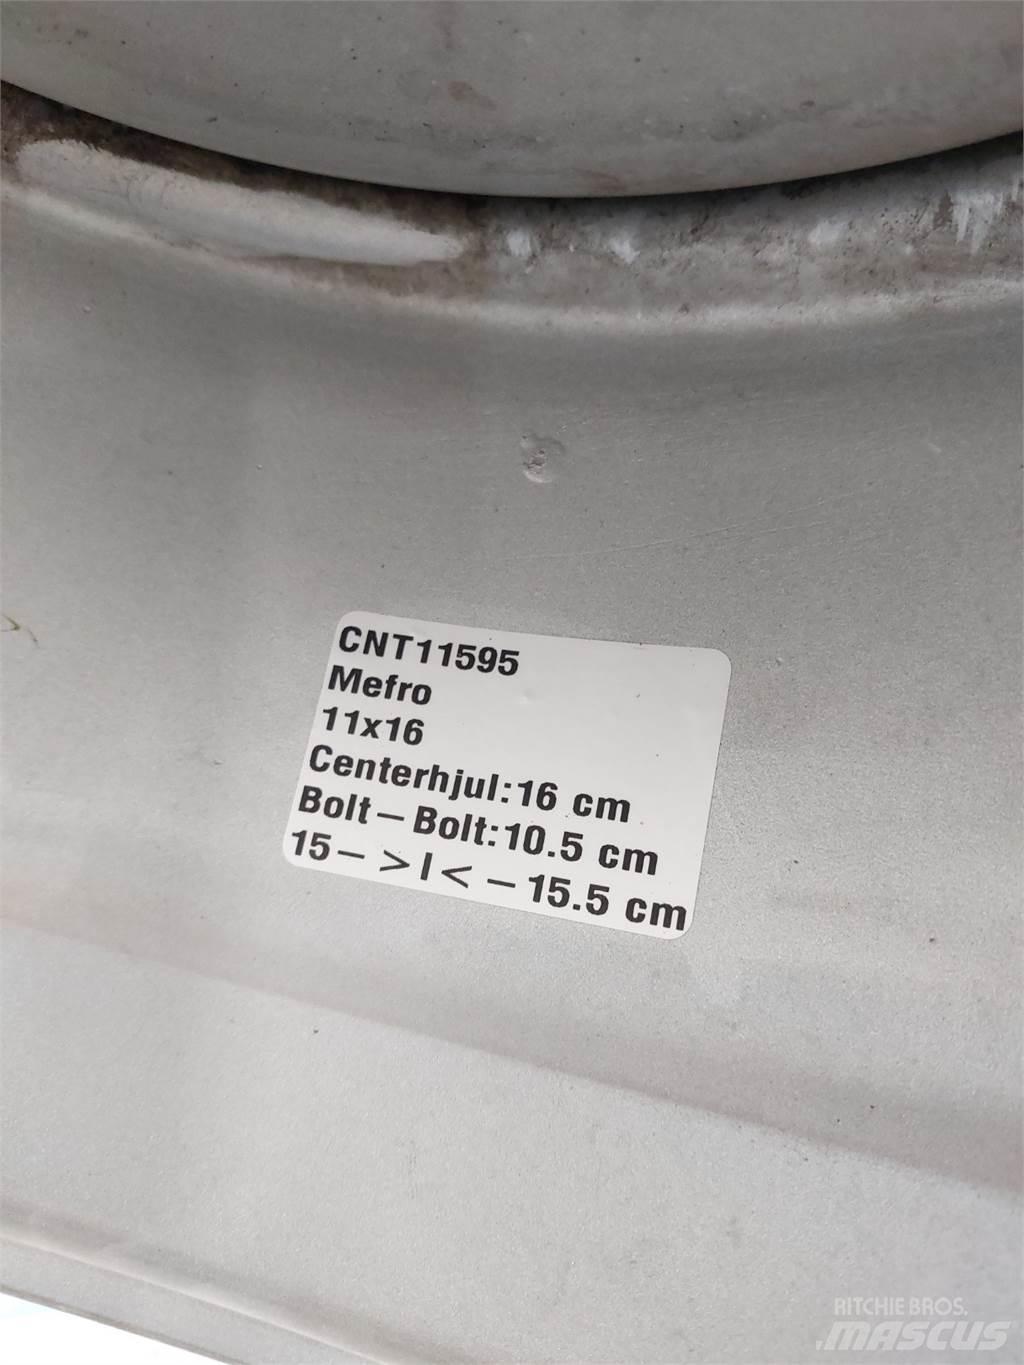 CNT11595
Mefro
11x16
Centerhjul:16 cm
Bolt – Bolt:10.5 cm
15– >I< –15.5 cm
RITCHIE BROS.
MASCUS